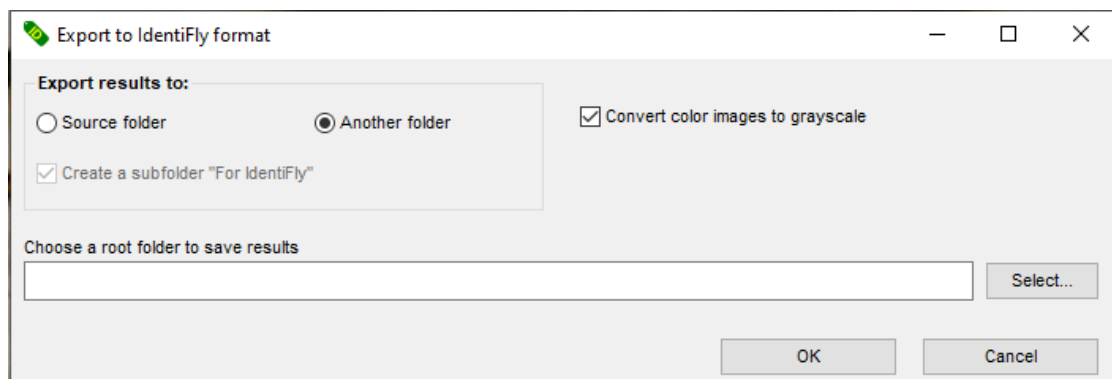 ID
Export to IdentiFly format
Export results to:
Source folder
Another folder
Convert color images to grayscale
Create a subfolder "For IdentiFly"
Choose a root folder to save results
Select...
OK
Cancel